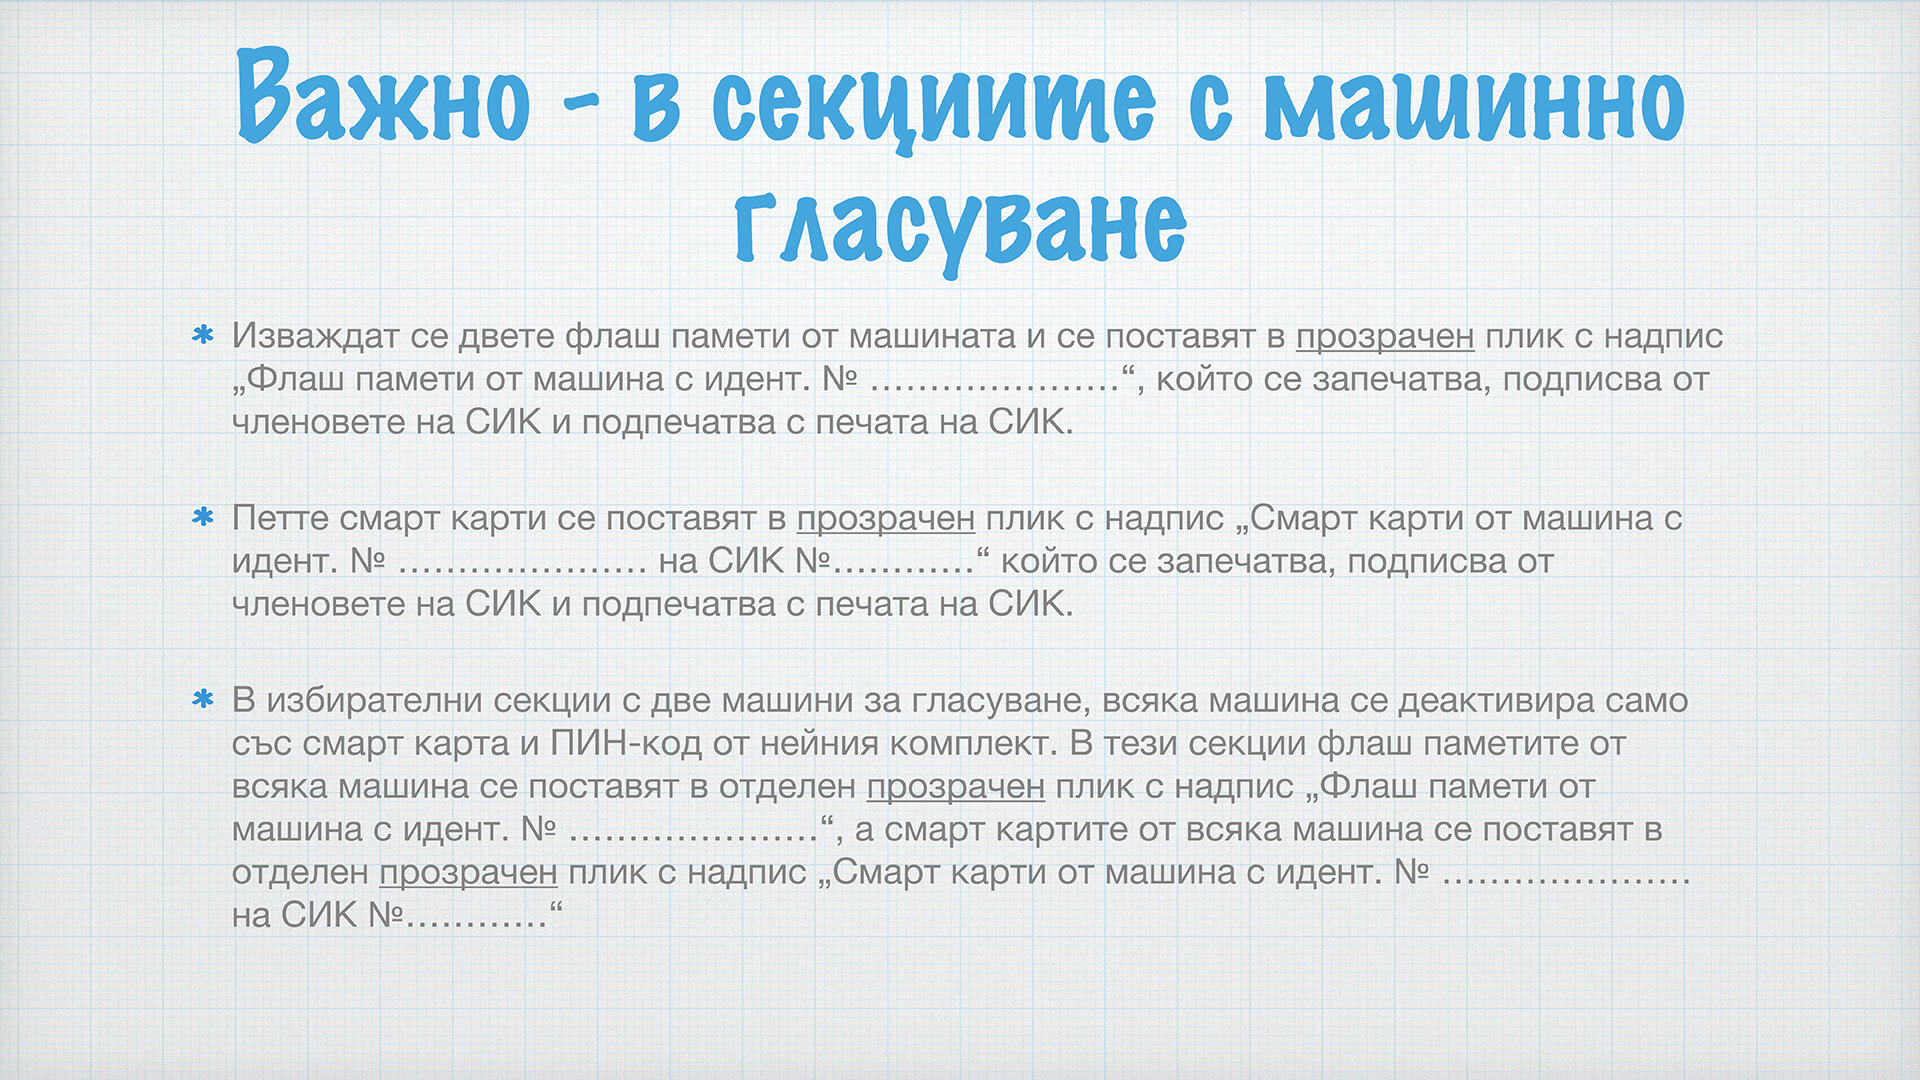 Важно - в секциите с машинно
гласуване
* Изваждат се двете флаш памети от машината и се поставят в прозрачен плик с надпис
„Флаш памети от машина с идент. № …………………“, който се запечатва, подписва от
членовете на СИК и подпечатва с печата на СИК.
* Петте смарт карти се поставят в прозрачен плик с надпис „Смарт карти от машина с
идент. № ………………… на СИК №…………“ който се запечатва, подписва от
членовете на СИК и подпечатва с печата на СИК.
* В избирателни секции с две машини за гласуване, всяка машина се деактивира само
със смарт карта и ПИН-код от нейния комплект. В тези секции флаш паметите от
всяка машина се поставят в отделен прозрачен плик с надпис „Флаш памети от
машина с идент. № …………………“, а смарт картите от всяка машина се поставят в
отделен прозрачен плик с надпис „Смарт карти от машина с идент. № …………………
на СИК №…………“